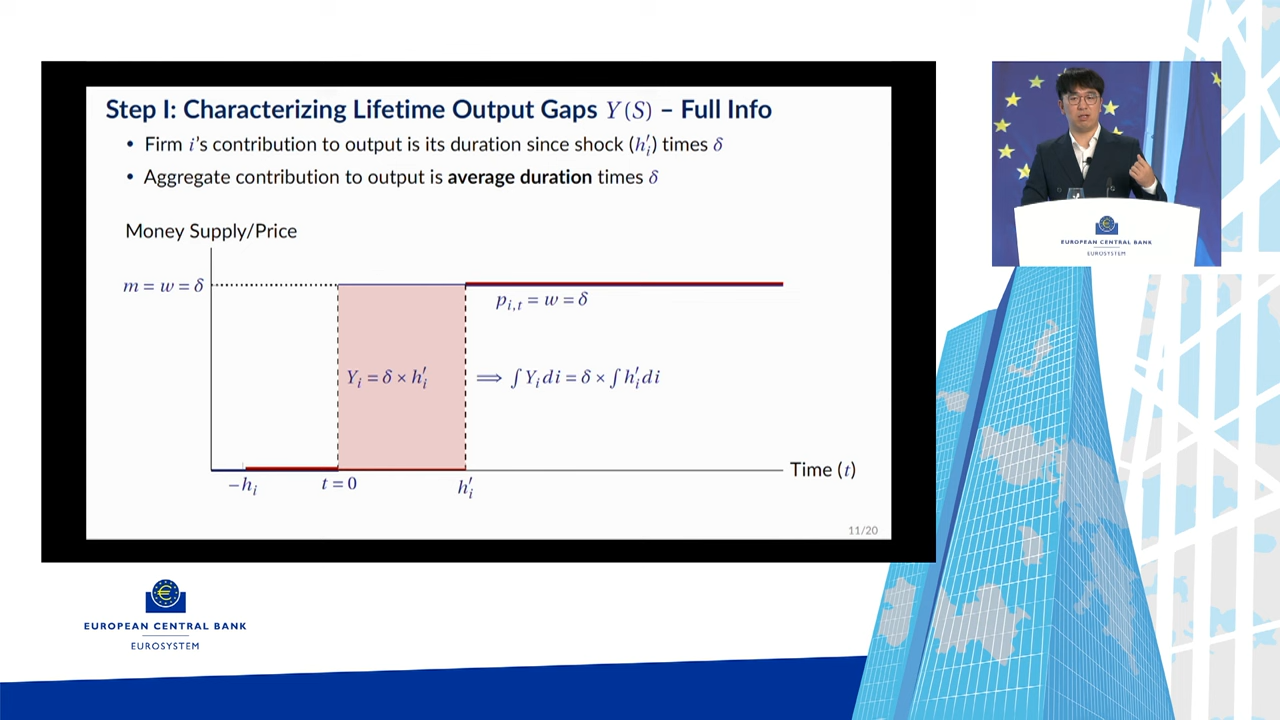 Step I: Characterizing Lifetime Output Gaps Y(S) – Full Info
• Firm i's contribution to output is its duration since shock (h′ᵢ) times δ
• Aggregate contribution to output is average duration times δ
Money Supply/Price
m = w = δ
pᵢ,ₜ = w = δ
Yᵢ = δ × h′ᵢ
⟹ ∫ Yᵢdi = δ × ∫ h′ᵢdi
Time (t)
−hᵢ
t = 0
h′ᵢ
11/20
EUROPEAN CENTRAL BANK
EUROSYSTEM
EUROPEAN CENTRAL BANK
EUROSYSTEM